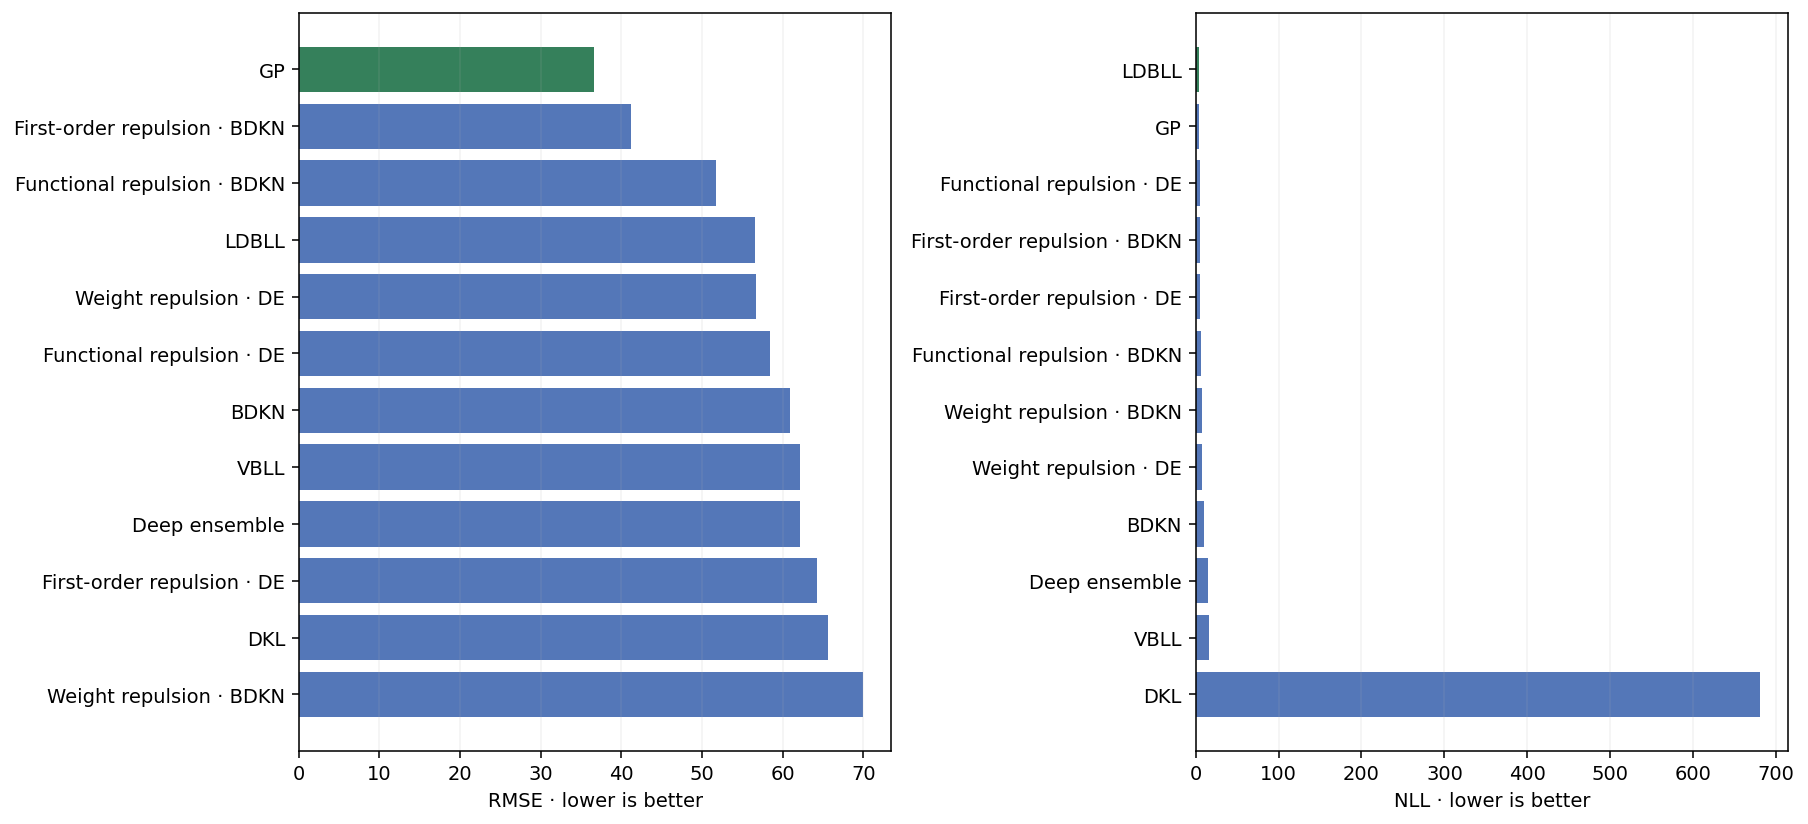 GP
First-order repulsion · BDKN
Functional repulsion · BDKN
LDBLL
Weight repulsion · DE
Functional repulsion · DE
BDKN
VBLL
Deep ensemble
First-order repulsion · DE
DKL
Weight repulsion · BDKN
0 10 20 30 40 50 60 70
RMSE · lower is better
LDBLL
GP
Functional repulsion · DE
First-order repulsion · BDKN
First-order repulsion · DE
Functional repulsion · BDKN
Weight repulsion · BDKN
Weight repulsion · DE
BDKN
Deep ensemble
VBLL
DKL
0 100 200 300 400 500 600 700
NLL · lower is better